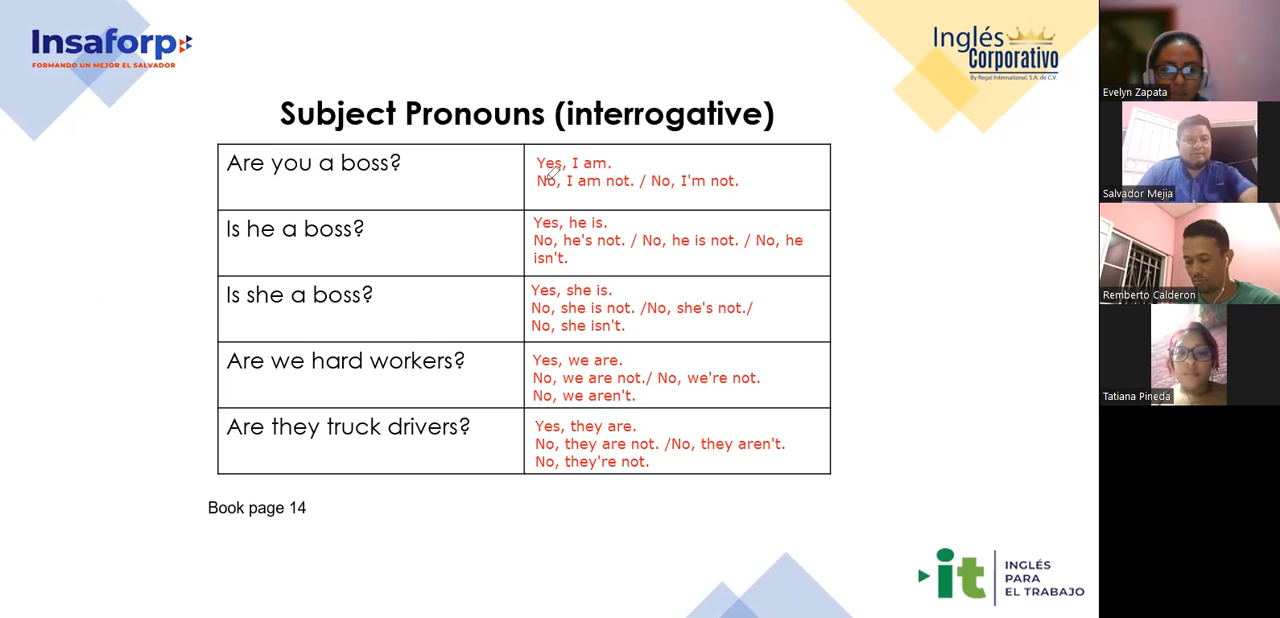 Insaforp
FORMANDO UN MEJOR EL SALVADOR
Inglés
Corporativo
By Regal International, S.A. de C.V.
Subject Pronouns (interrogative)
Are you a boss?
Yes, I am.
No, I am not. / No, I'm not.
Is he a boss?
Yes, he is.
No, he's not. / No, he is not. / No, he
isn't.
Is she a boss?
Yes, she is.
No, she is not. /No, she's not./
No, she isn't.
Are we hard workers?
Yes, we are.
No, we are not./ No, we're not.
No, we aren't.
Are they truck drivers?
Yes, they are.
No, they are not. /No, they aren't.
No, they're not.
Book page 14
it
INGLÉS
PARA
EL TRABAJO
Evelyn Zapata
Salvador Mejia
Remberto Calderon
Tatiana Pineda